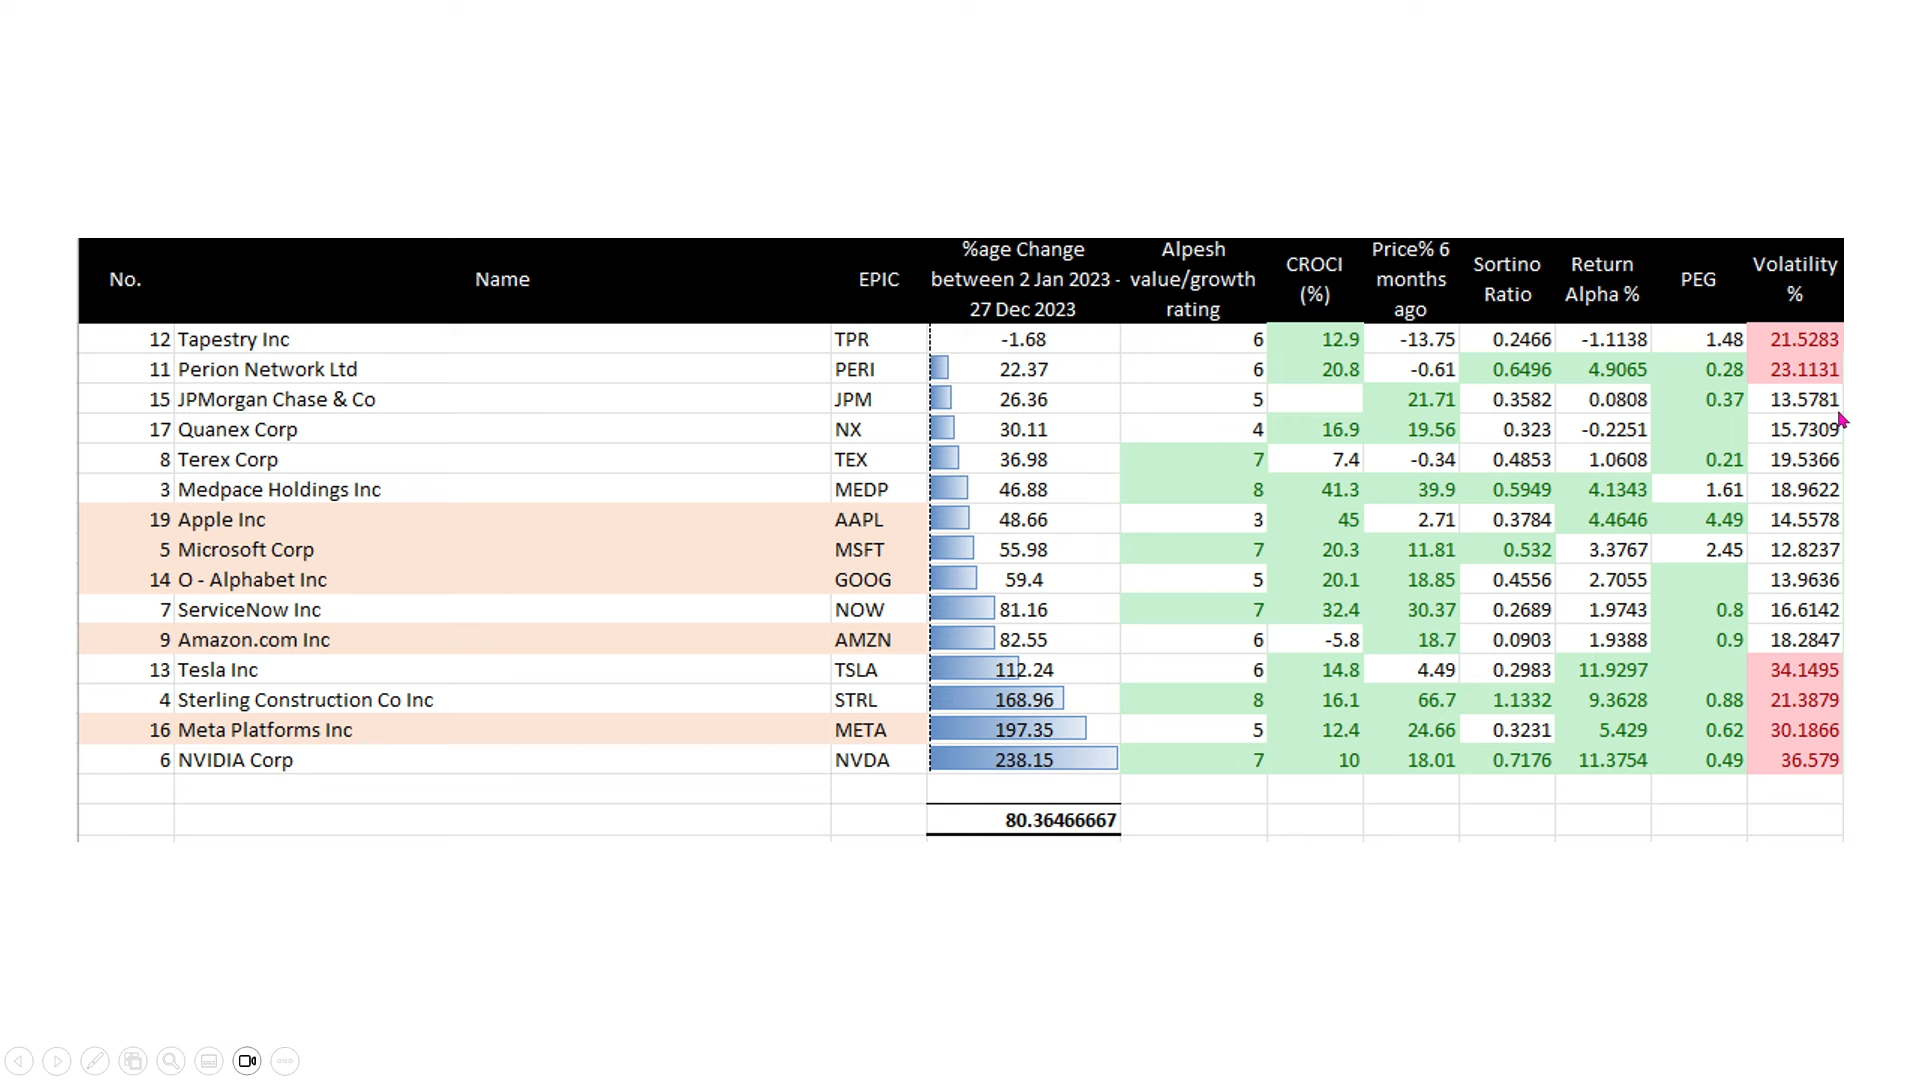 No. Name EPIC %age Change between 2 Jan 2023 - 27 Dec 2023 Alpesh value/growth rating CROCI (%) Price% 6 months ago Sortino Ratio Return Alpha % PEG Volatility %
12 Tapestry Inc TPR -1.68 6 12.9 -13.75 0.2466 -1.1138 1.48 21.5283
11 Perion Network Ltd PERI 22.37 6 20.8 -0.61 0.6496 4.9065 0.28 23.1131
15 JPMorgan Chase & Co JPM 26.36 5 21.71 0.3582 0.0808 0.37 13.5781
17 Quanex Corp NX 30.11 4 16.9 19.56 0.323 -0.2251 15.7309
8 Terex Corp TEX 36.98 7 7.4 -0.34 0.4853 1.0608 0.21 19.5366
3 Medpace Holdings Inc MEDP 46.88 8 41.3 39.9 0.5949 4.1343 1.61 18.9622
19 Apple Inc AAPL 48.66 3 45 2.71 0.3784 4.4646 4.49 14.5578
5 Microsoft Corp MSFT 55.98 7 20.3 11.81 0.532 3.3767 2.45 12.8237
14 O - Alphabet Inc GOOG 59.4 5 20.1 18.85 0.4556 2.7055 13.9636
7 ServiceNow Inc NOW 81.16 7 32.4 30.37 0.2689 1.9743 0.8 16.6142
9 Amazon.com Inc AMZN 82.55 6 -5.8 18.7 0.0903 1.9388 0.9 18.2847
13 Tesla Inc TSLA 112.24 6 14.8 4.49 0.2983 11.9297 34.1495
4 Sterling Construction Co Inc STRL 168.96 8 16.1 66.7 1.1332 9.3628 0.88 21.3879
16 Meta Platforms Inc META 197.35 5 12.4 24.66 0.3231 5.429 0.62 30.1866
6 NVIDIA Corp NVDA 238.15 7 10 18.01 0.7176 11.3754 0.49 36.579
80.36466667